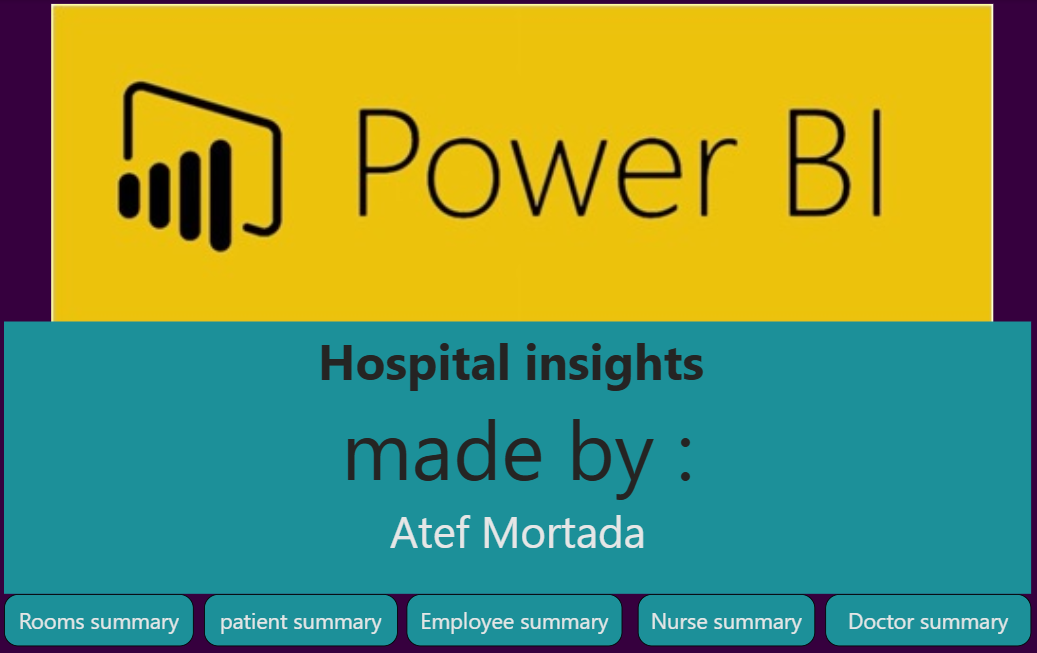 Power BI
Hospital insights
made by :
Atef Mortada
Rooms summary
patient summary
Employee summary
Nurse summary
Doctor summary